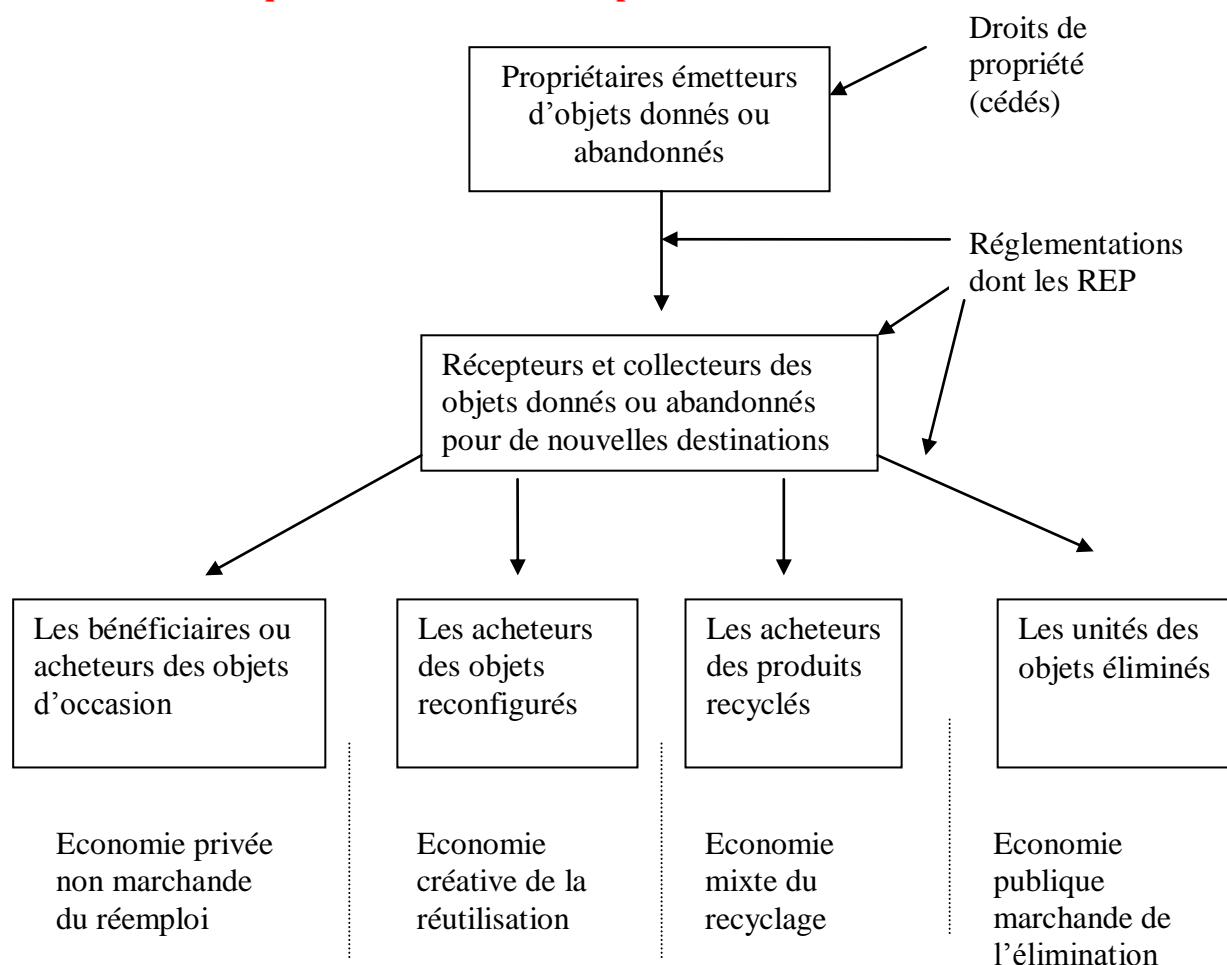 Droits de
propriété
(cédés)
Propriétaires émetteurs
d’objets donnés ou
abandonnés
Réglementations
dont les REP
Récepteurs et collecteurs des
objets donnés ou abandonnés
pour de nouvelles destinations
Les bénéficiaires ou
acheteurs des objets
d’occasion
Les acheteurs
des objets
reconfigurés
Les acheteurs
des produits
recyclés
Les unités des
objets éliminés
Economie privée
non marchande
du réemploi
Economie
créative de la
réutilisation
Economie
mixte du
recyclage
Economie
publique
marchande de
l’élimination